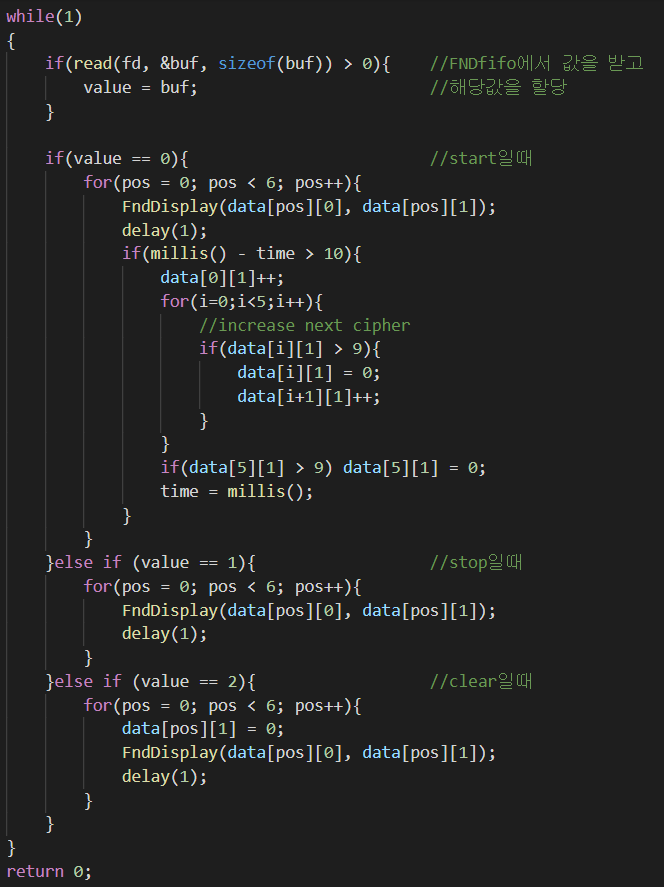 while(1)
{
    if(read(fd, &buf, sizeof(buf)) > 0){    //FNDfifo에서 값을 받고
        value = buf;                        //해당값을 할당
    }

    if(value == 0){                         //start일때
        for(pos = 0; pos < 6; pos++){
            FndDisplay(data[pos][0], data[pos][1]);
            delay(1);
            if(millis() - time > 10){
                data[0][1]++;
                for(i=0;i<5;i++){
                    //increase next cipher
                    if(data[i][1] > 9){
                        data[i][1] = 0;
                        data[i+1][1]++;
                    }
                }
                if(data[5][1] > 9) data[5][1] = 0;
                time = millis();
            }
        }
    }else if (value == 1){                  //stop일때
        for(pos = 0; pos < 6; pos++){
            FndDisplay(data[pos][0], data[pos][1]);
            delay(1);
        }
    }else if (value == 2){                  //clear일때
        for(pos = 0; pos < 6; pos++){
            data[pos][1] = 0;
            FndDisplay(data[pos][0], data[pos][1]);
            delay(1);
        }
    }
}
return 0;